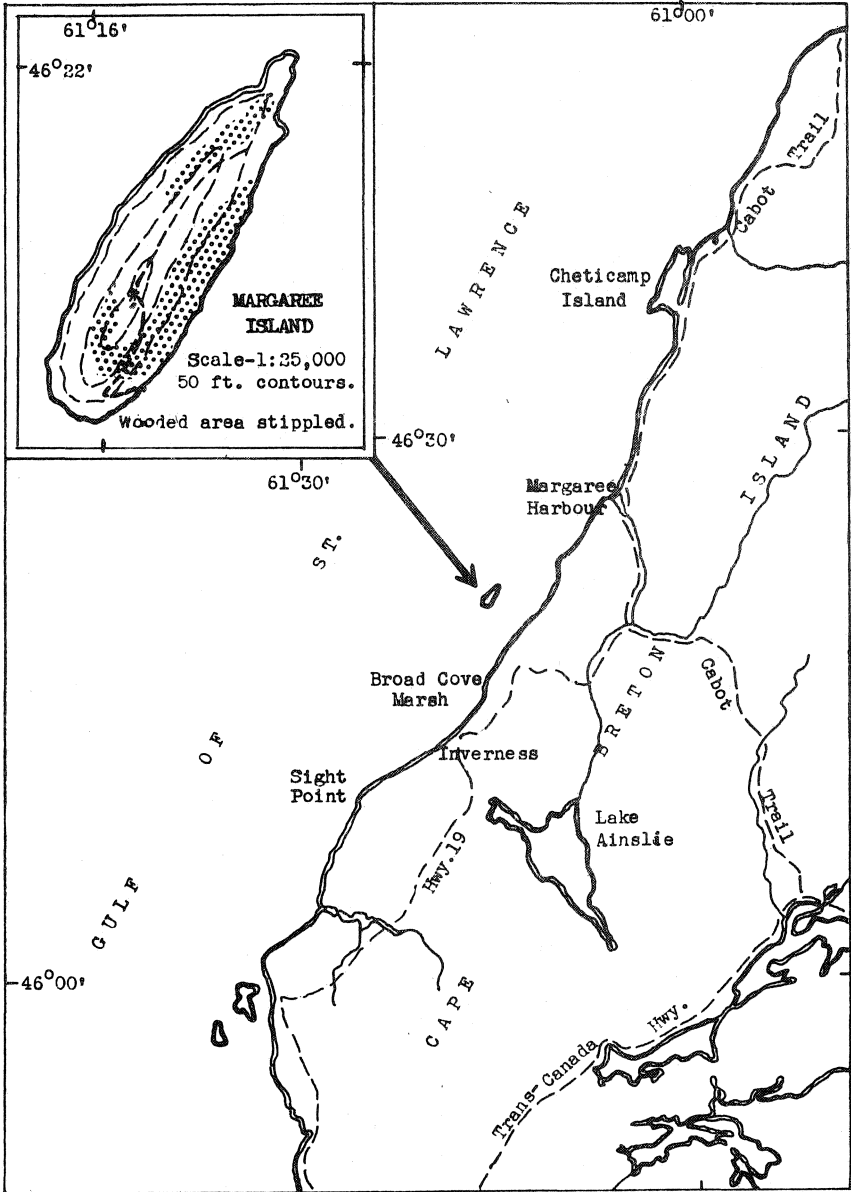 61°16'
46°22'
MARGAREE
ISLAND
Scale-1:25,000
50 ft. contours.
Wooded area stippled.
61°00'
Cabot
Trail
Cheticamp
Island
46°30'
61°30'
Margaree
Harbour
GULF
OF
ST.
LAWRENCE
Broad Cove
Marsh
Inverness
Sight
Point
Lake
Ainslie
Cabot
Trail
Hwy.19
46°00'
CAPE
BRETON
ISLAND
Trans-Canada
Hwy.